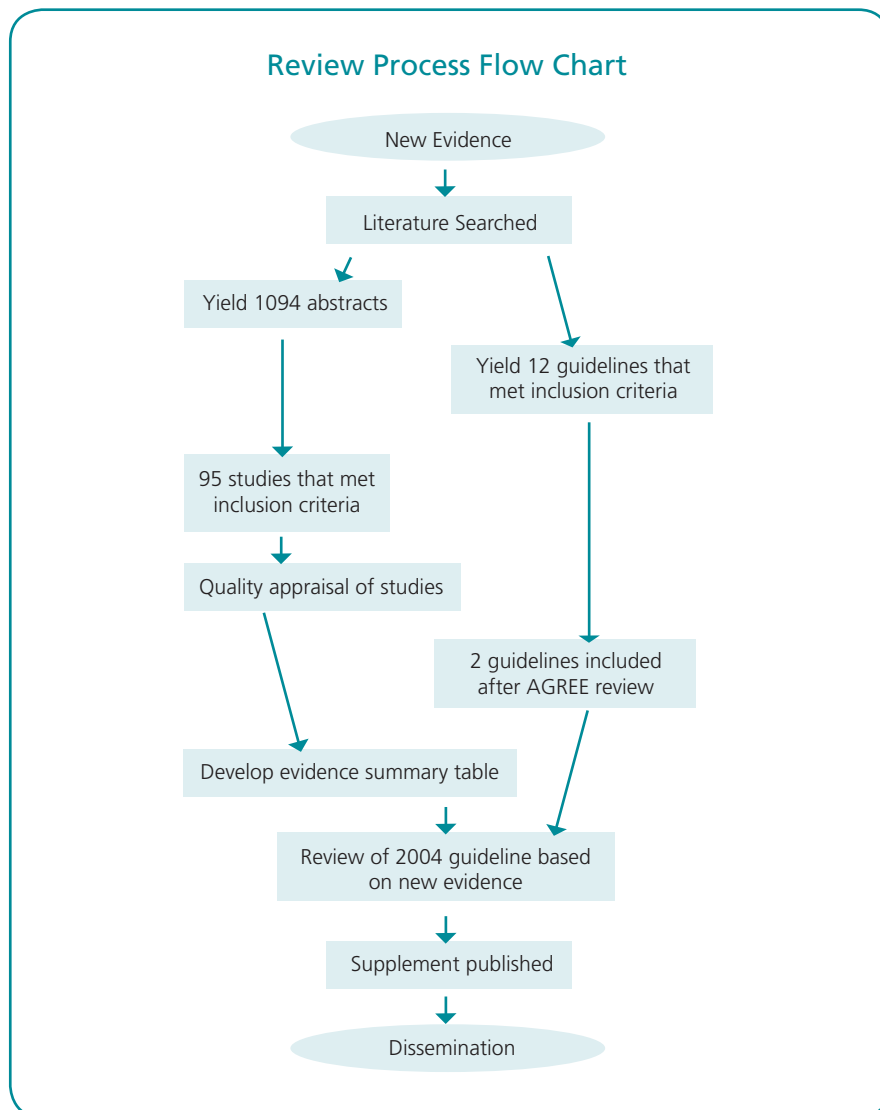 Review Process Flow Chart
New Evidence
Literature Searched
Yield 1094 abstracts
Yield 12 guidelines that
met inclusion criteria
95 studies that met
inclusion criteria
Quality appraisal of studies
2 guidelines included
after AGREE review
Develop evidence summary table
Review of 2004 guideline based
on new evidence
Supplement published
Dissemination